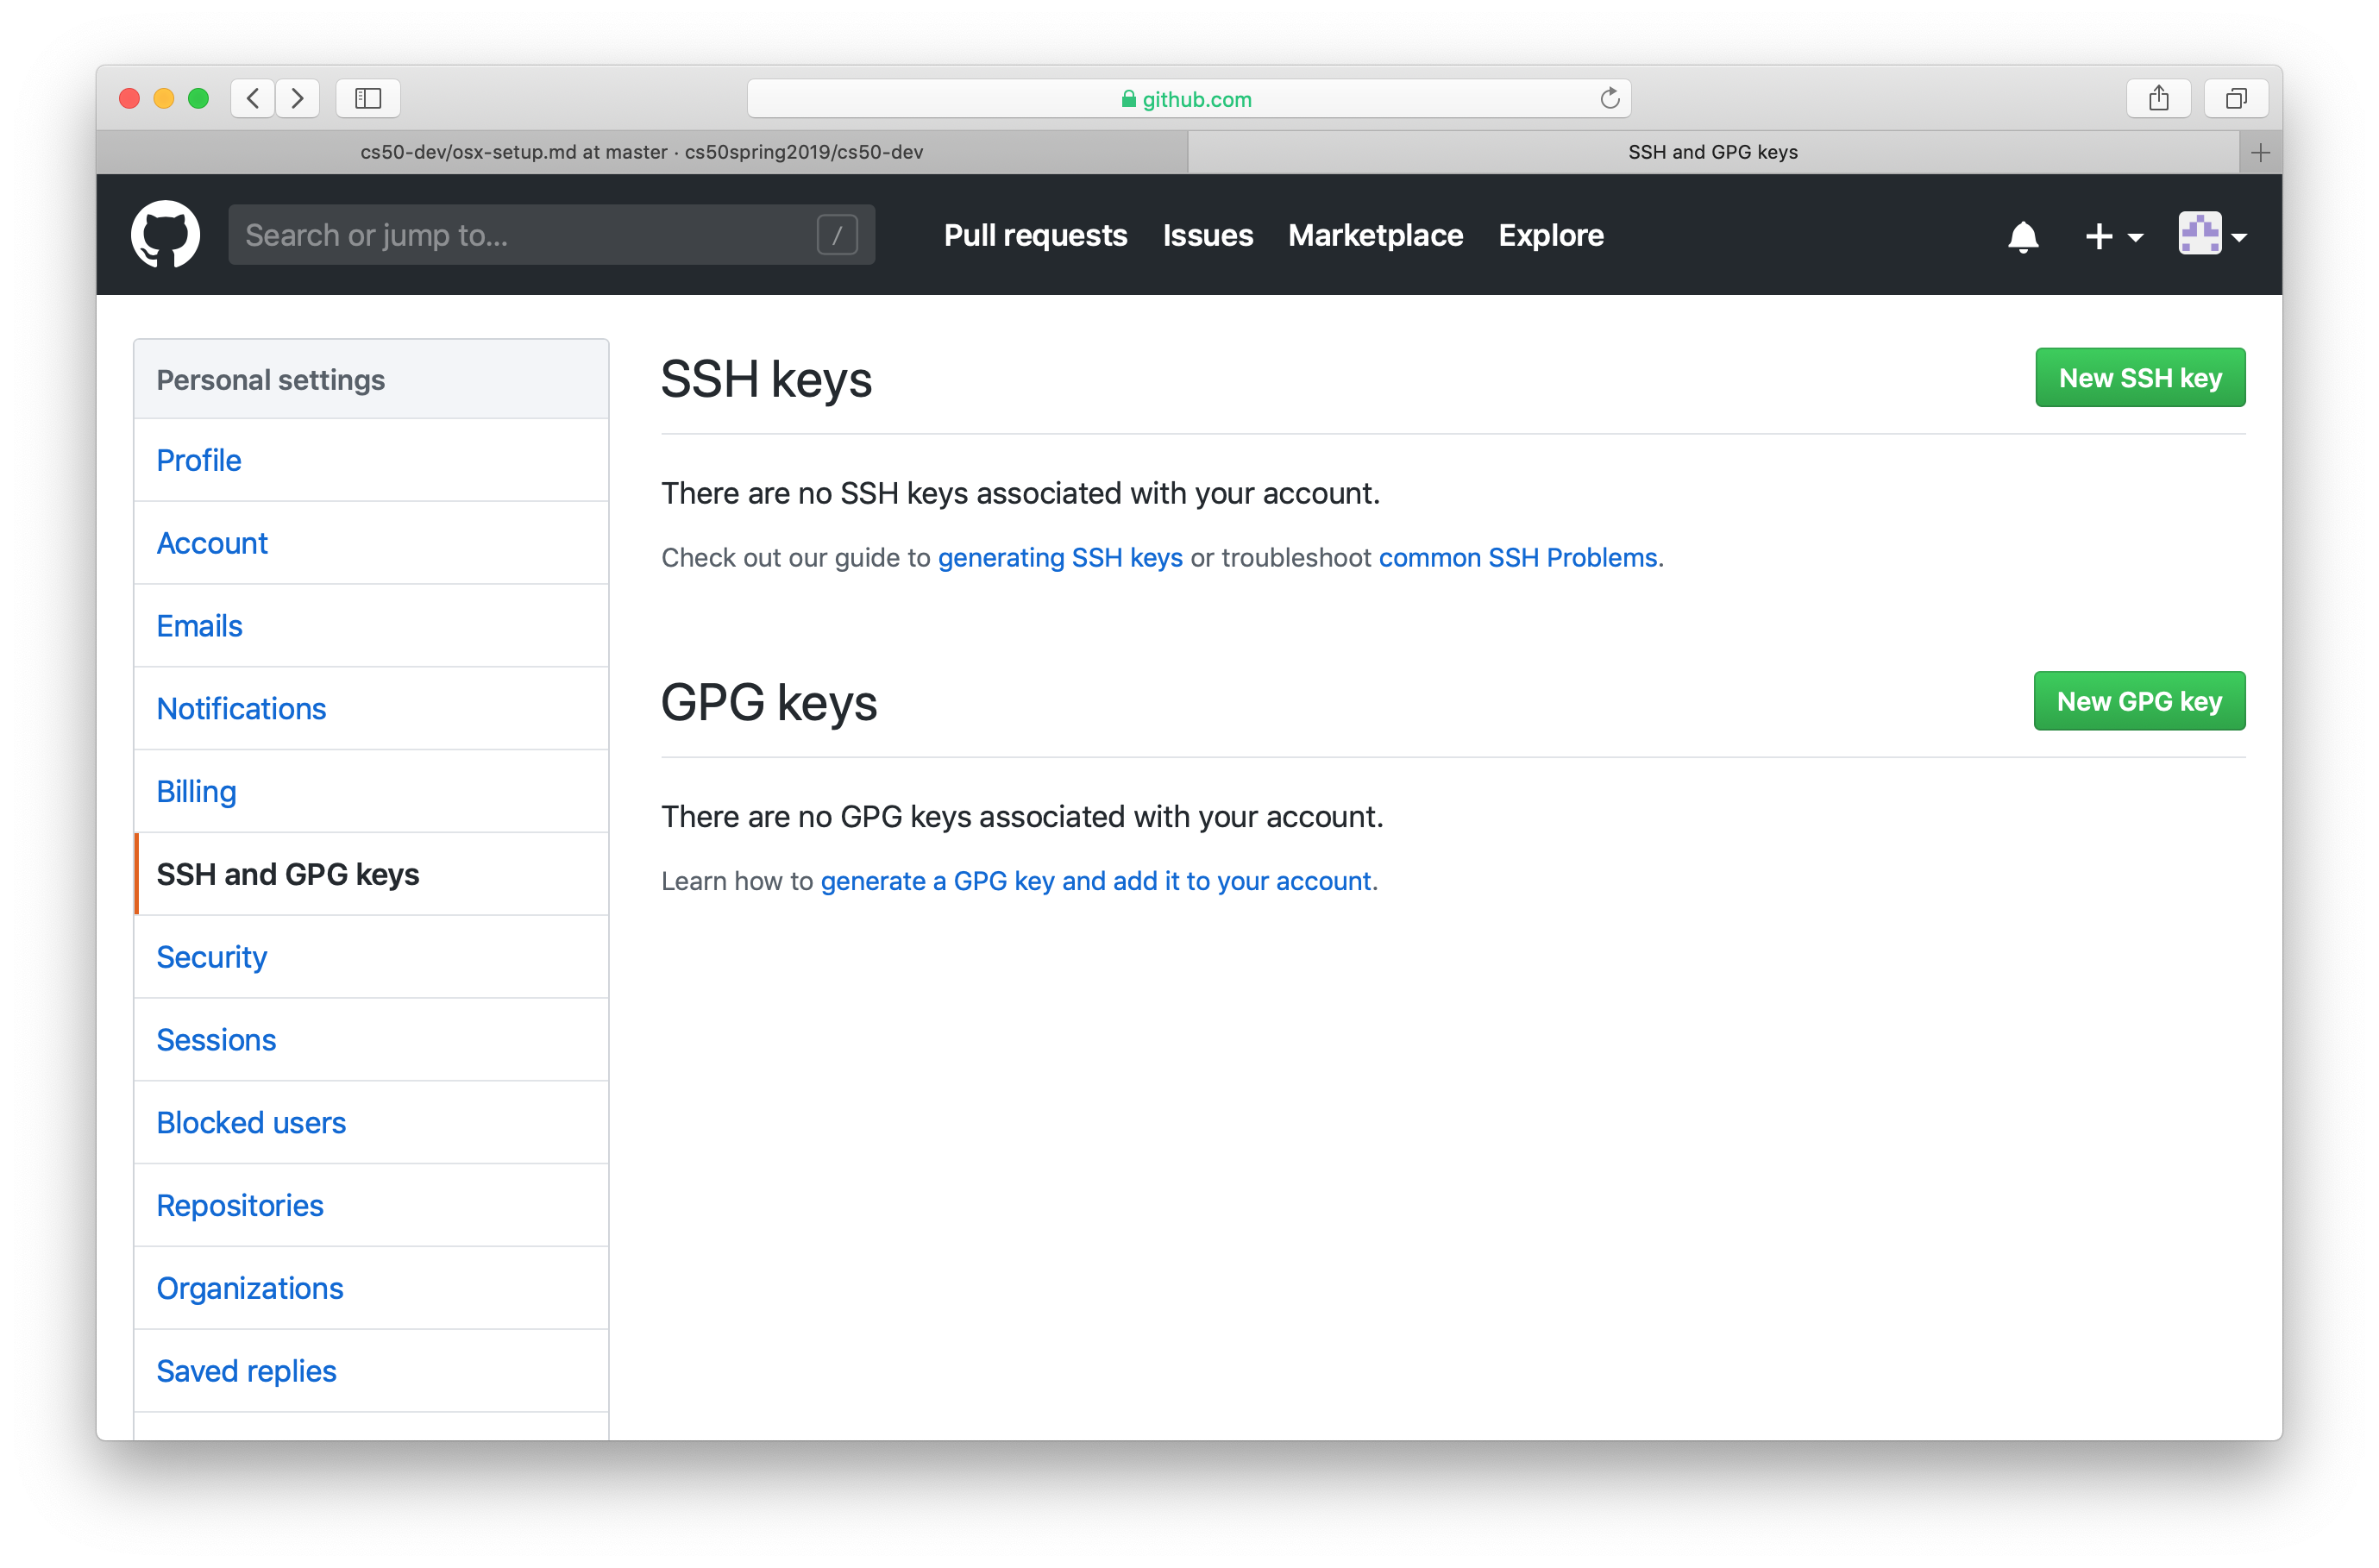 github.com
cs50-dev/osx-setup.md at master · cs50spring2019/cs50-dev
SSH and GPG keys
Search or jump to...
/
Pull requests
Issues
Marketplace
Explore
Personal settings
Profile
Account
Emails
Notifications
Billing
SSH and GPG keys
Security
Sessions
Blocked users
Repositories
Organizations
Saved replies
SSH keys
New SSH key
There are no SSH keys associated with your account.
Check out our guide to generating SSH keys or troubleshoot common SSH Problems.
GPG keys
New GPG key
There are no GPG keys associated with your account.
Learn how to generate a GPG key and add it to your account.